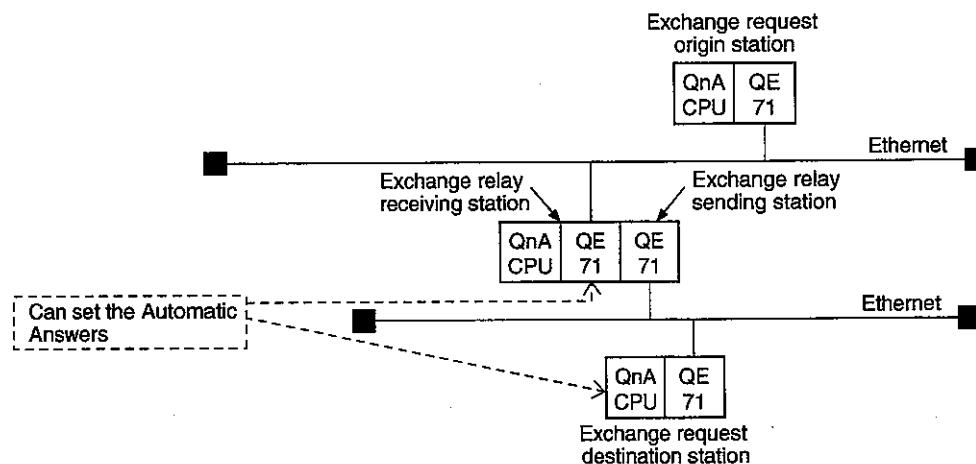 Exchange request
origin station
QnA QE
CPU 71
Ethernet
Exchange relay
receiving station
Exchange relay
sending station
QnA QE QE
CPU 71 71
Can set the Automatic
Answers
Ethernet
QnA QE
CPU 71
Exchange request
destination station